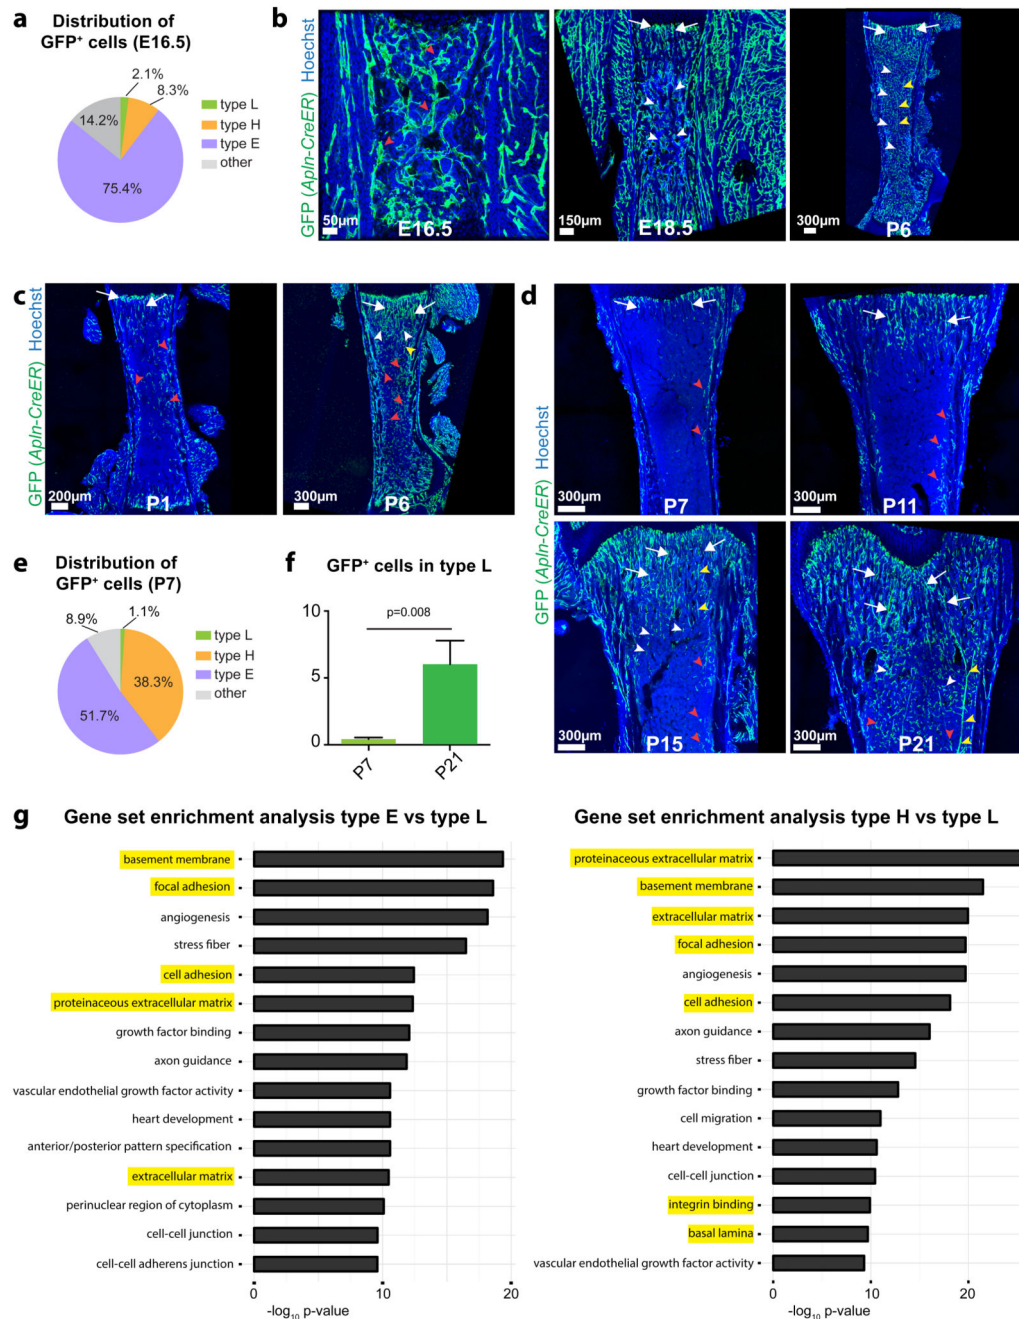 a
Distribution of
GFP⁺ cells (E16.5)
2.1%
8.3%
14.2%
75.4%
type L
type H
type E
other
b
GFP (Apln-CreER) Hoechst
50μm
E16.5
150μm
E18.5
300μm
P6
c
GFP (Apln-CreER) Hoechst
200μm
P1
300μm
P6
d
GFP (Apln-CreER) Hoechst
300μm
P7
300μm
P11
300μm
P15
300μm
P21
e
Distribution of
GFP⁺ cells (P7)
8.9%
1.1%
38.3%
51.7%
type L
type H
type E
other
f
GFP⁺ cells in type L
p=0.008
10
5
0
P7
P21
g
Gene set enrichment analysis type E vs type L
basement membrane
focal adhesion
angiogenesis
stress fiber
cell adhesion
proteinaceous extracellular matrix
growth factor binding
axon guidance
vascular endothelial growth factor activity
heart development
anterior/posterior pattern specification
extracellular matrix
perinuclear region of cytoplasm
cell-cell junction
cell-cell adherens junction
0 10 20
-log₁₀ p-value
Gene set enrichment analysis type H vs type L
proteinaceous extracellular matrix
basement membrane
extracellular matrix
focal adhesion
angiogenesis
cell adhesion
axon guidance
stress fiber
growth factor binding
cell migration
heart development
cell-cell junction
integrin binding
basal lamina
vascular endothelial growth factor activity
0 10 20
-log₁₀ p-value